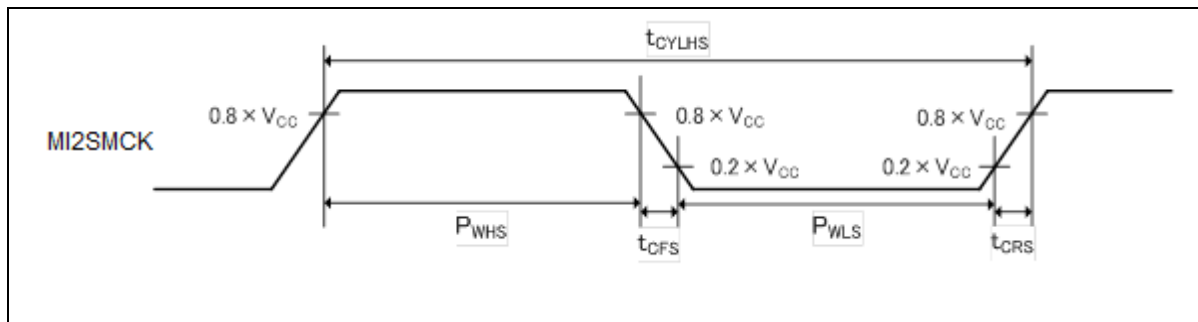 tCYLHS
0.8 × VCC
0.8 × VCC
0.8 × VCC
MI2SMCK
0.2 × VCC
0.2 × VCC
PWHS
PWLS
tCFS
tCRS